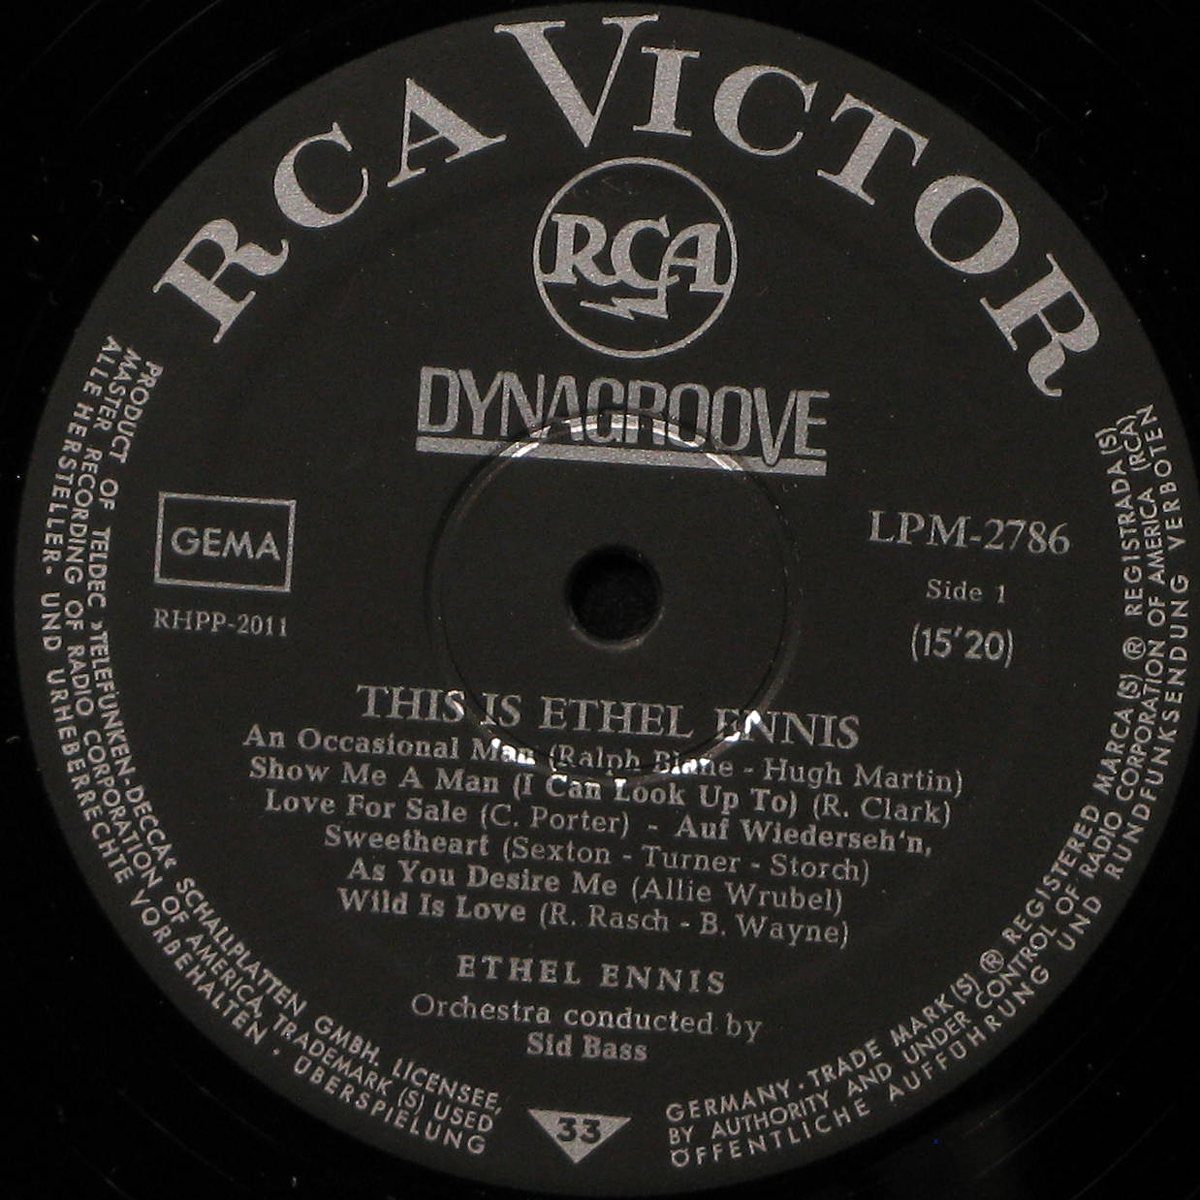 RCA VICTOR
RCA
DYNAGROOVE
GEMA
RHPP-2011
LPM-2786
Side 1
(15'20)
THIS IS ETHEL ENNIS
An Occasional Man (Ralph Blane - Hugh Martin)
Show Me A Man (I Can Look Up To) (R. Clark)
Love For Sale (C. Porter) - Auf Wiederseh'n,
Sweetheart (Sexton - Turner - Storch)
As You Desire Me (Allie Wrubel)
Wild Is Love (R. Rasch - B. Wayne)
ETHEL ENNIS
Orchestra conducted by
Sid Bass
33
PRODUCT OF TELDEC »TELEFUNKEN-DECCA« SCHALLPLATTEN GMBH, LICENSEE,
MASTER RECORDING OF RADIO CORPORATION OF AMERICA, TRADEMARK (S) USED
ALLE HERSTELLER- UND URHEBERRECHTE VORBEHALTEN · ÜBERSPIELUNG
GERMANY · TRADE MARK (S) ® REGISTERED MARCA (S) ® REGISTRADA (S)
BY AUTHORITY AND UNDER CONTROL OF RADIO CORPORATION OF AMERICA (RCA)
ÖFFENTLICHE AUFFÜHRUNG UND RUNDFUNKSENDUNG VERBOTEN